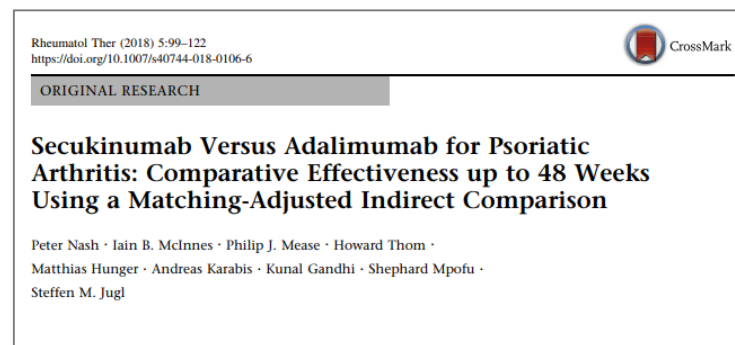 Rheumatol Ther (2018) 5:99–122
https://doi.org/10.1007/s40744-018-0106-6
CrossMark
ORIGINAL RESEARCH
Secukinumab Versus Adalimumab for Psoriatic
Arthritis: Comparative Effectiveness up to 48 Weeks
Using a Matching-Adjusted Indirect Comparison
Peter Nash · Iain B. McInnes · Philip J. Mease · Howard Thom ·
Matthias Hunger · Andreas Karabis · Kunal Gandhi · Shephard Mpofu ·
Steffen M. Jugl